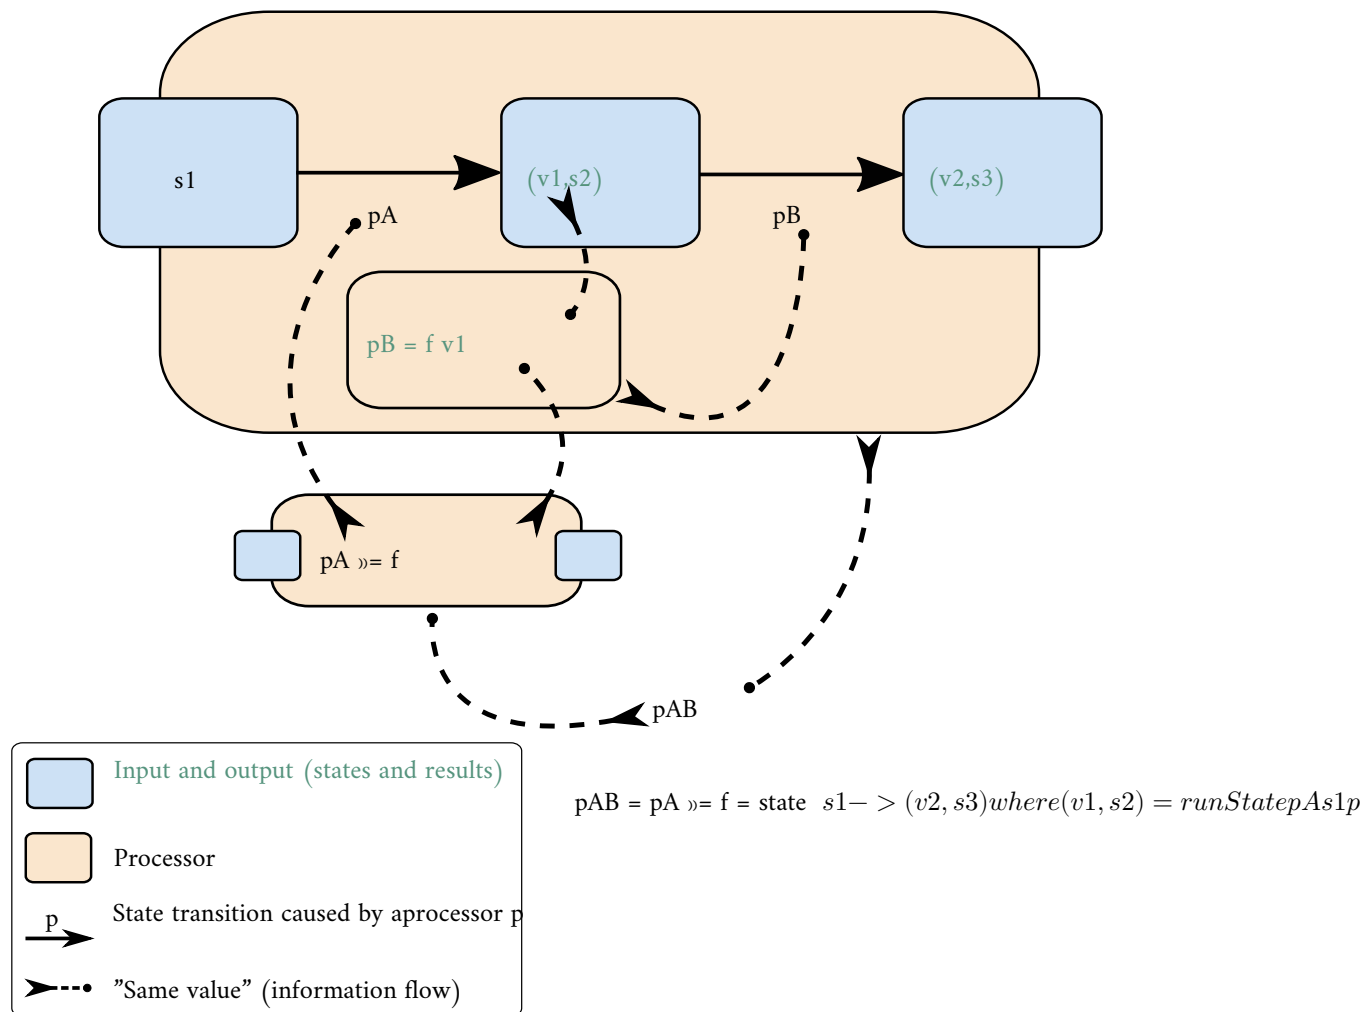 s1
(v1,s2)
(v2,s3)
pA
pB
pB = f v1
pA »= f
pAB
Input and output (states and results)
pAB = pA »= f = state s1− > (v2, s3)where(v1, s2) = runStatepAs1p
Processor
p
State transition caused by aprocessor p
”Same value” (information flow)